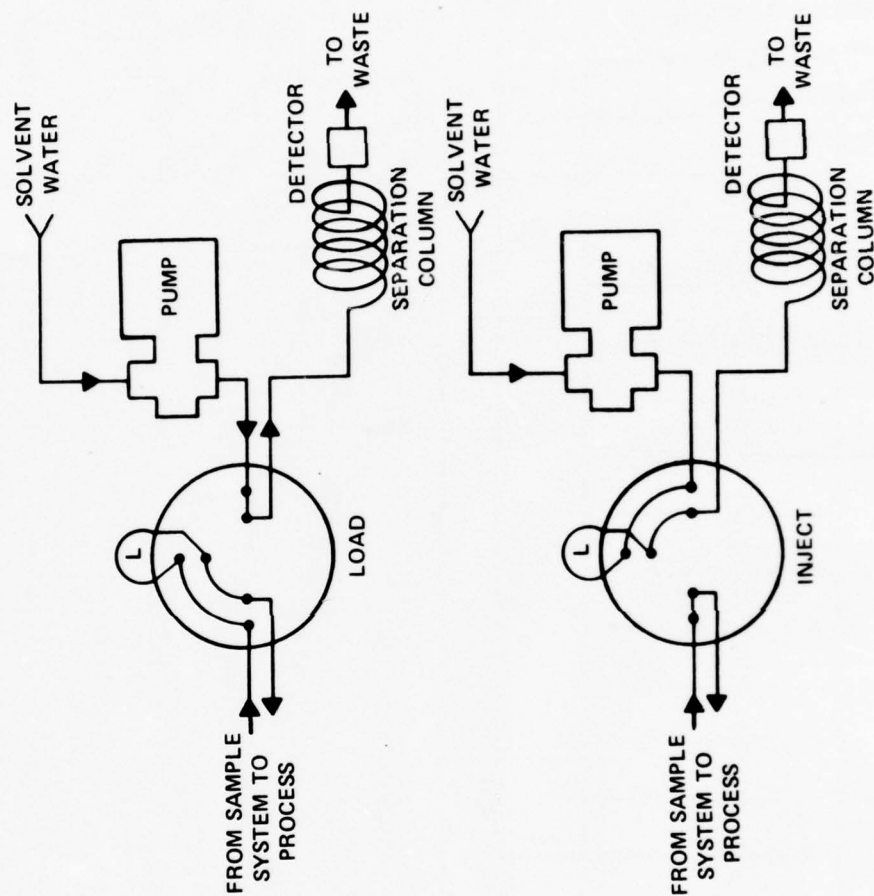 SOLVENT
WATER
PUMP
L
LOAD
FROM SAMPLE
SYSTEM TO
PROCESS
DETECTOR
TO
WASTE
SEPARATION
COLUMN
SOLVENT
WATER
PUMP
L
INJECT
FROM SAMPLE
SYSTEM TO
PROCESS
DETECTOR
TO
WASTE
SEPARATION
COLUMN